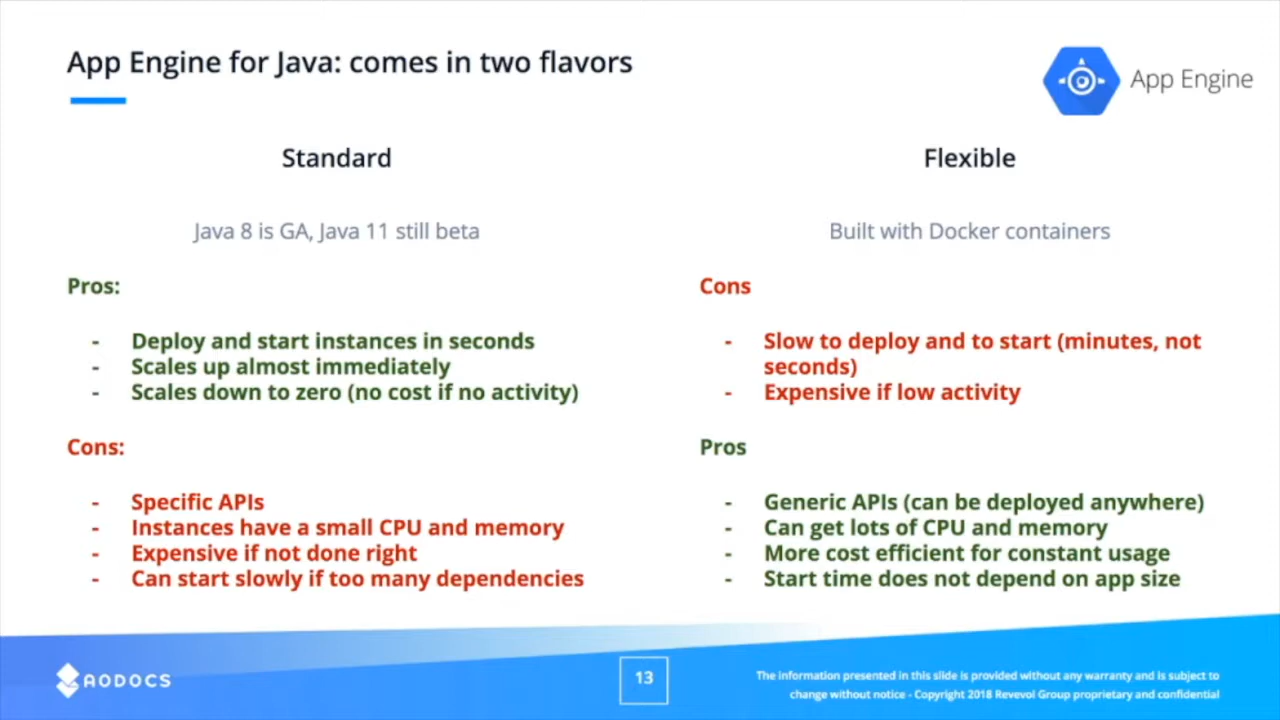 App Engine for Java: comes in two flavors
App Engine
Standard
Java 8 is GA, Java 11 still beta
Pros:
- Deploy and start instances in seconds
- Scales up almost immediately
- Scales down to zero (no cost if no activity)
Cons:
- Specific APIs
- Instances have a small CPU and memory
- Expensive if not done right
- Can start slowly if too many dependencies
Flexible
Built with Docker containers
Cons
- Slow to deploy and to start (minutes, not
seconds)
- Expensive if low activity
Pros
- Generic APIs (can be deployed anywhere)
- Can get lots of CPU and memory
- More cost efficient for constant usage
- Start time does not depend on app size
AODOCS
13
The information presented in this slide is provided without any warranty and is subject to
change without notice - Copyright 2018 Revevol Group proprietary and confidential